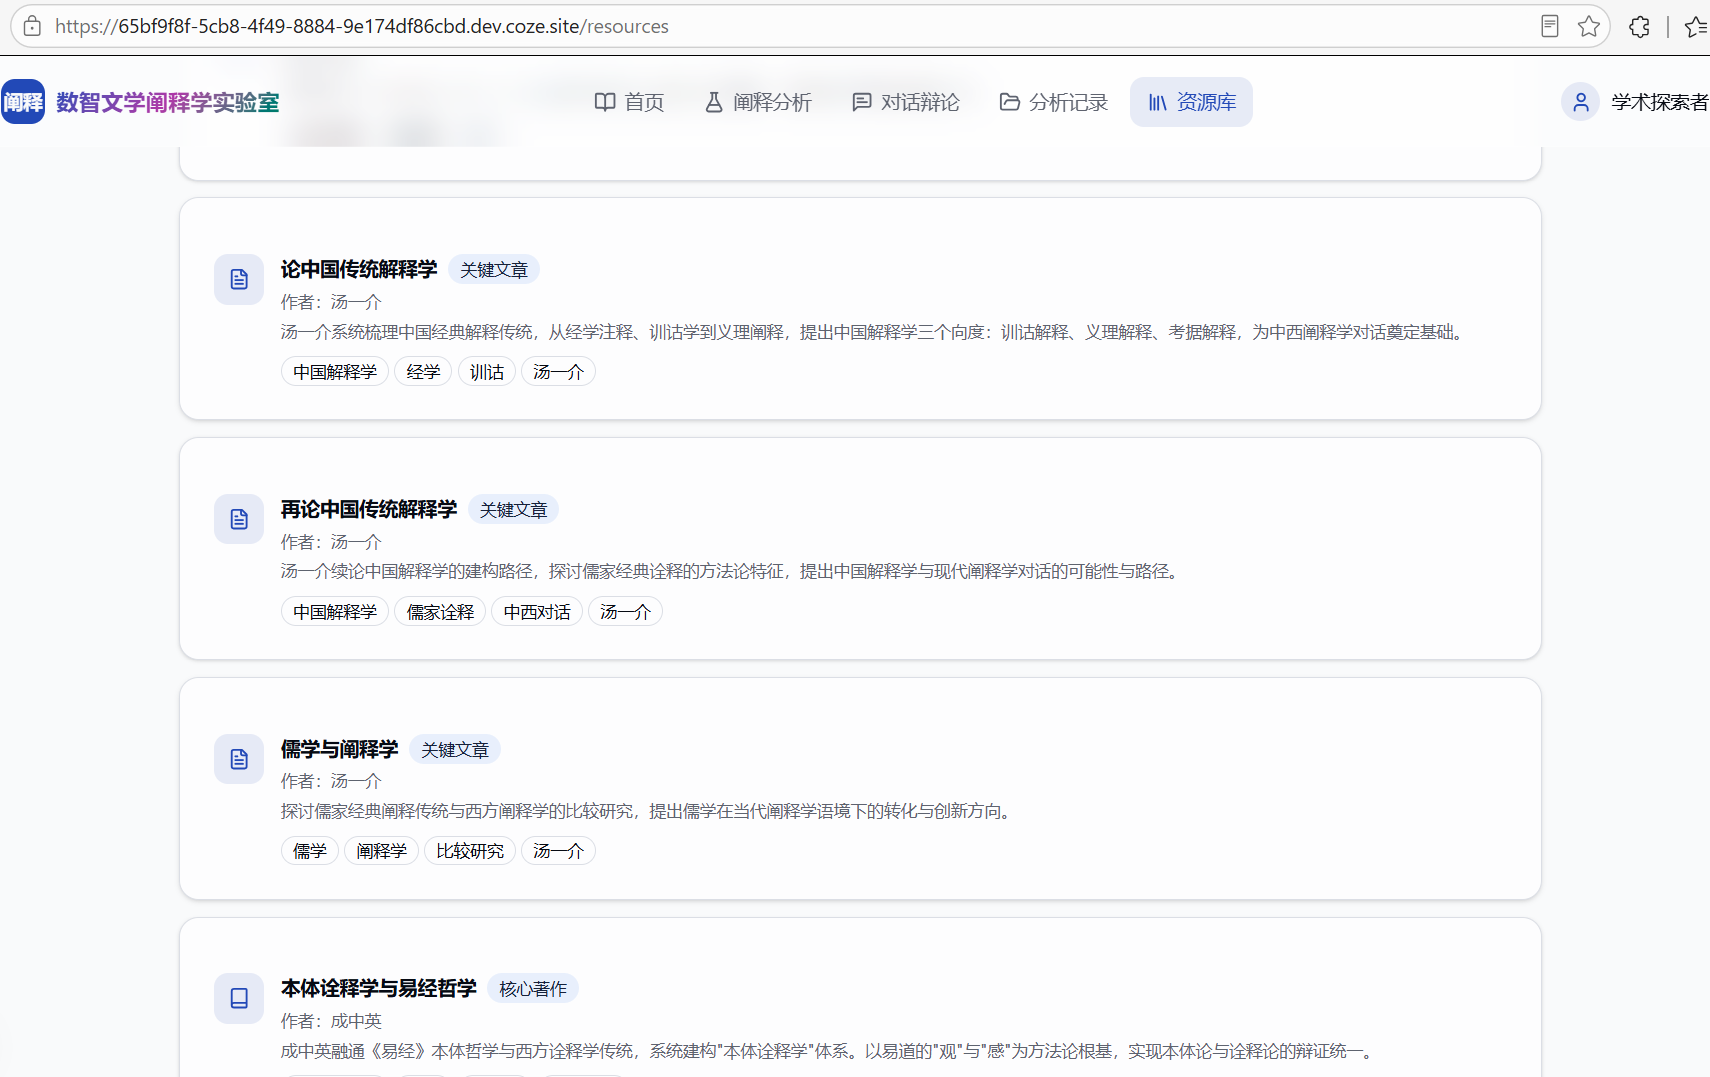 https://65bf9f8f-5cb8-4f49-8884-9e174df86cbd.dev.coze.site/resources
阐释 数智文学阐释学实验室 首页 阐释分析 对话辩论 分析记录 资源库 学术探索者
论中国传统解释学 关键文章
作者：汤一介
汤一介系统梳理中国经典解释传统，从经学注释、训诂学到义理阐释，提出中国解释学三个向度：训诂解释、义理解释、考据解释，为中西阐释学对话奠定基础。
中国解释学 经学 训诂 汤一介
再论中国传统解释学 关键文章
作者：汤一介
汤一介续论中国解释学的建构路径，探讨儒家经典诠释的方法论特征，提出中国解释学与现代阐释学对话的可能性与路径。
中国解释学 儒家诠释 中西对话 汤一介
儒学与阐释学 关键文章
作者：汤一介
探讨儒家经典阐释传统与西方阐释学的比较研究，提出儒学在当代阐释学语境下的转化与创新方向。
儒学 阐释学 比较研究 汤一介
本体诠释学与易经哲学 核心著作
作者：成中英
成中英融通《易经》本体哲学与西方诠释学传统，系统建构"本体诠释学"体系。以易道的"观"与"感"为方法论根基，实现本体论与诠释论的辩证统一。